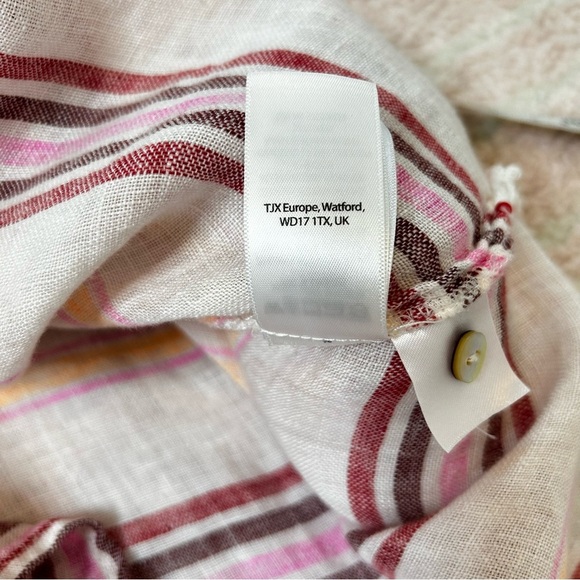 TJX Europe, Watford,
WD17 1TX, UK